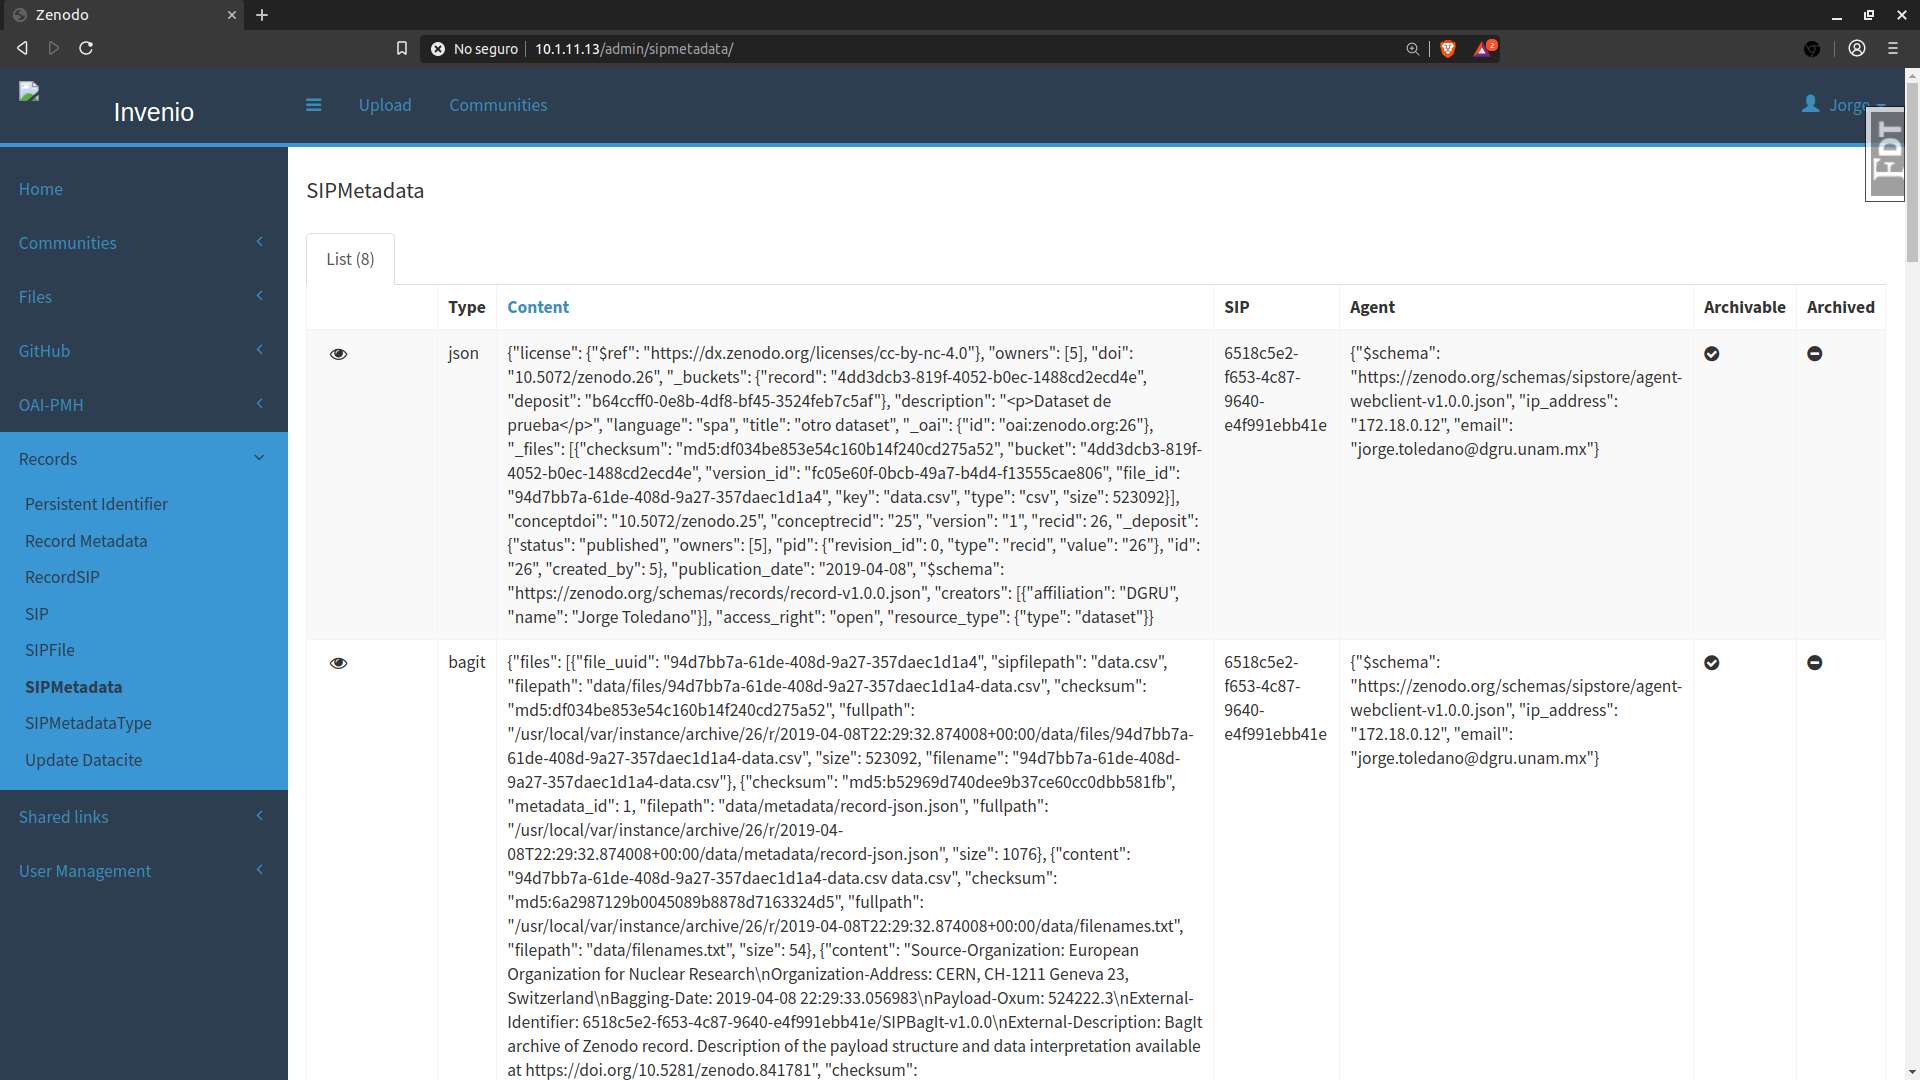 Zenodo
No seguro
10.1.11.13/admin/sipmetadata/
2
Invenio
Upload
Communities
Jorge
FDT
Home
Communities
Files
GitHub
OAI-PMH
Records
Persistent Identifier
Record Metadata
RecordSIP
SIP
SIPFile
SIPMetadata
SIPMetadataType
Update Datacite
Shared links
User Management
SIPMetadata
List (8)
Type
Content
SIP
Agent
Archivable
Archived
json
{"license": {"$ref": "https://dx.zenodo.org/licenses/cc-by-nc-4.0"}, "owners": [5], "doi":
"10.5072/zenodo.26", "_buckets": {"record": "4dd3dcb3-819f-4052-b0ec-1488cd2ecd4e",
"deposit": "b64ccff0-0e8b-4df8-bf45-3524feb7c5af"}, "description": "<p>Dataset de
prueba</p>", "language": "spa", "title": "otro dataset", "_oai": {"id": "oai:zenodo.org:26"},
"_files": [{"checksum": "md5:df034be853e54c160b14f240cd275a52", "bucket": "4dd3dcb3-819f-
4052-b0ec-1488cd2ecd4e", "version_id": "fc05e60f-0bcb-49a7-b4d4-f13555cae806", "file_id":
"94d7bb7a-61de-408d-9a27-357daec1d1a4", "key": "data.csv", "type": "csv", "size": 523092}],
"conceptdoi": "10.5072/zenodo.25", "conceptrecid": "25", "version": "1", "recid": 26, "_deposit":
{"status": "published", "owners": [5], "pid": {"revision_id": 0, "type": "recid", "value": "26"}, "id":
"26", "created_by": 5}, "publication_date": "2019-04-08", "$schema":
"https://zenodo.org/schemas/records/record-v1.0.0.json", "creators": [{"affiliation": "DGRU",
"name": "Jorge Toledano"}], "access_right": "open", "resource_type": {"type": "dataset"}}
6518c5e2-
f653-4c87-
9640-
e4f991ebb41e
{"$schema":
"https://zenodo.org/schemas/sipstore/agent-
webclient-v1.0.0.json", "ip_address":
"172.18.0.12", "email":
"jorge.toledano@dgru.unam.mx"}
bagit
{"files": [{"file_uuid": "94d7bb7a-61de-408d-9a27-357daec1d1a4", "sipfilepath": "data.csv",
"filepath": "data/files/94d7bb7a-61de-408d-9a27-357daec1d1a4-data.csv", "checksum":
"md5:df034be853e54c160b14f240cd275a52", "fullpath":
"/usr/local/var/instance/archive/26/r/2019-04-08T22:29:32.874008+00:00/data/files/94d7bb7a-
61de-408d-9a27-357daec1d1a4-data.csv", "size": 523092, "filename": "94d7bb7a-61de-408d-
9a27-357daec1d1a4-data.csv"}, {"checksum": "md5:b52969d740dee9b37ce60cc0dbb581fb",
"metadata_id": 1, "filepath": "data/metadata/record-json.json", "fullpath":
"/usr/local/var/instance/archive/26/r/2019-04-
08T22:29:32.874008+00:00/data/metadata/record-json.json", "size": 1076}, {"content":
"94d7bb7a-61de-408d-9a27-357daec1d1a4-data.csv data.csv", "checksum":
"md5:6a2987129b0045089b8878d7163324d5", "fullpath":
"/usr/local/var/instance/archive/26/r/2019-04-08T22:29:32.874008+00:00/data/filenames.txt",
"filepath": "data/filenames.txt", "size": 54}, {"content": "Source-Organization: European
Organization for Nuclear Research\nOrganization-Address: CERN, CH-1211 Geneva 23,
Switzerland\nBagging-Date: 2019-04-08 22:29:33.056983\nPayload-Oxum: 524222.3\nExternal-
Identifier: 6518c5e2-f653-4c87-9640-e4f991ebb41e/SIPBagIt-v1.0.0\nExternal-Description: BagIt
archive of Zenodo record. Description of the payload structure and data interpretation available
at https://doi.org/10.5281/zenodo.841781", "checksum":
6518c5e2-
f653-4c87-
9640-
e4f991ebb41e
{"$schema":
"https://zenodo.org/schemas/sipstore/agent-
webclient-v1.0.0.json", "ip_address":
"172.18.0.12", "email":
"jorge.toledano@dgru.unam.mx"}